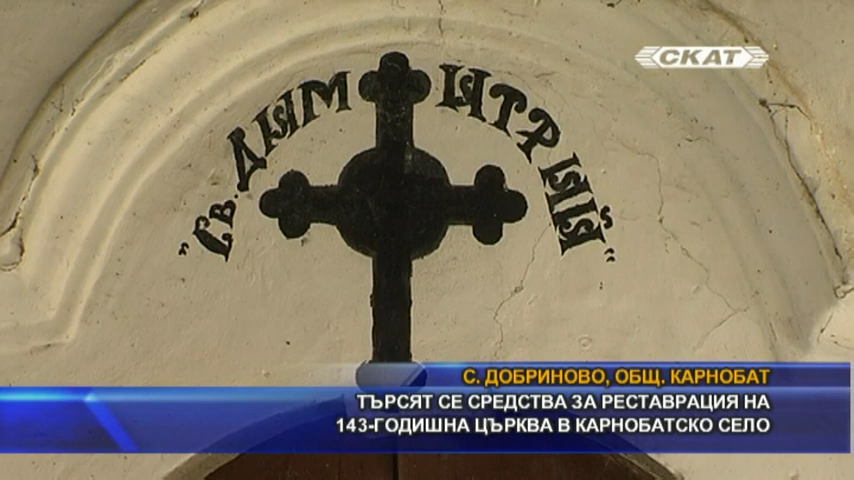 СКАТ
"Св. Димитрий"
С. ДОБРИНОВО, ОБЩ. КАРНОБАТ
ТЪРСЯТ СЕ СРЕДСТВА ЗА РЕСТАВРАЦИЯ НА
143-ГОДИШНА ЦЪРКВА В КАРНОБАТСКО СЕЛО